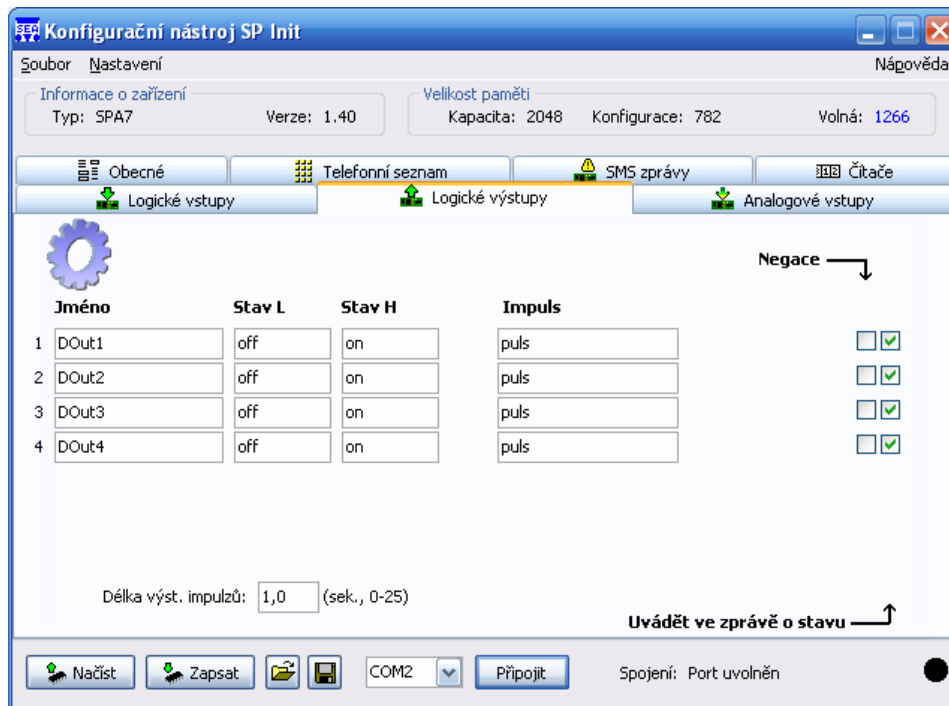 SEA Konfigurační nástroj SP Init
Soubor Nastavení Nápověda
Informace o zařízení Velikost paměti
Typ: SPA7 Verze: 1.40 Kapacita: 2048 Konfigurace: 782 Volná: 1266
Obecné Telefonní seznam SMS zprávy Čítače
Logické vstupy Logické výstupy Analogové vstupy
Negace
Jméno Stav L Stav H Impuls
1 DOut1 off on puls
2 DOut2 off on puls
3 DOut3 off on puls
4 DOut4 off on puls
Délka výst. impulzů: 1,0 (sek., 0-25)
Uvádět ve zprávě o stavu
Načíst Zapsat COM2 Připojit Spojení: Port uvolněn